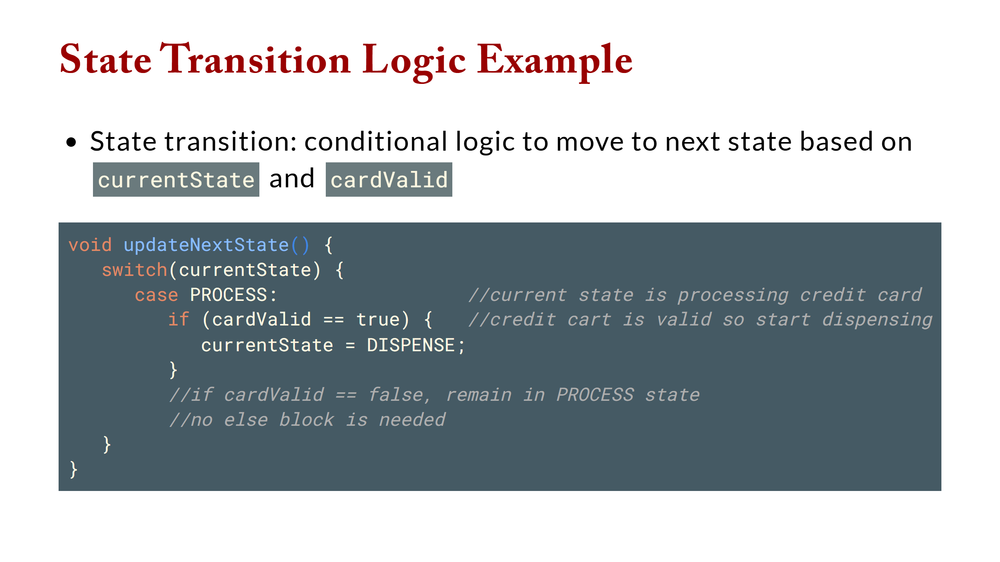 State Transition Logic Example
• State transition: conditional logic to move to next state based on
currentState and cardValid
void updateNextState() {
   switch(currentState) {
      case PROCESS:                 //current state is processing credit card
         if (cardValid == true) {   //credit cart is valid so start dispensing
            currentState = DISPENSE;
         }
         //if cardValid == false, remain in PROCESS state
         //no else block is needed
   }
}